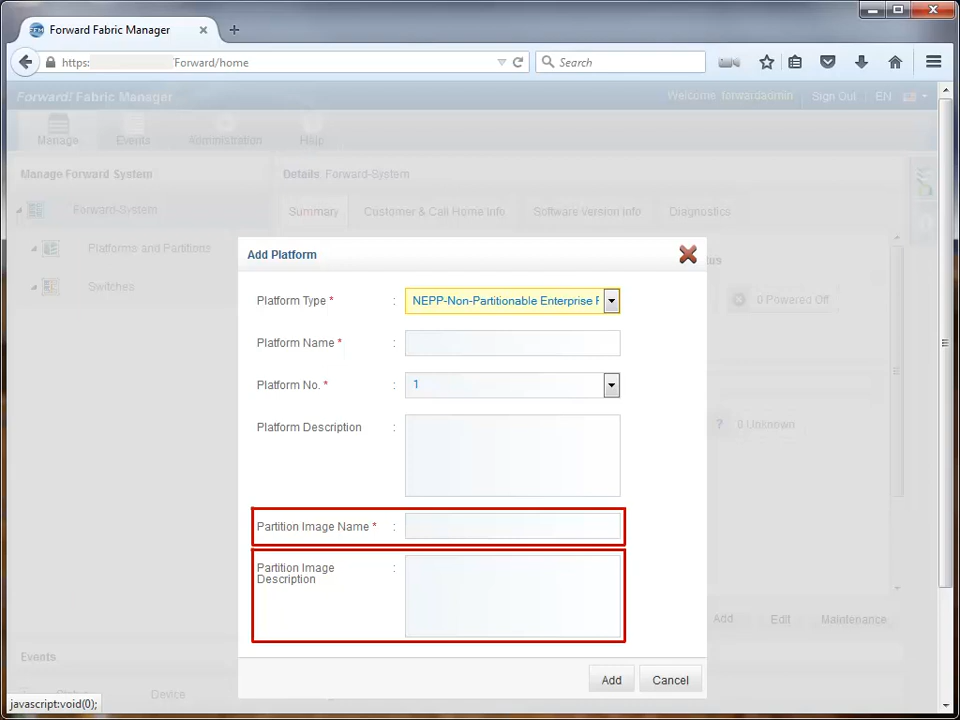 Forward Fabric Manager
https:
Forward/home
Search
Forward! Fabric Manager
Welcome, forwardadmin
Sign Out
EN
Manage
Events
Administration
Help
Manage Forward System
Details Forward-System
Forward-System
Summary
Customer & Call Home Info
Software Version Info
Diagnostics
Platforms and Partitions
Switches
Add Platform
0 Powered Off
Platform Type * :
NEPP-Non-Partitionable Enterprise
Platform Name * :
Platform No. * :
1
Platform Description :
? 0 Unknown
Partition Image Name * :
Partition Image
Description :
Add
Edit
Maintenance
Events
Add
Cancel
Status
Device
javascript:void(0);